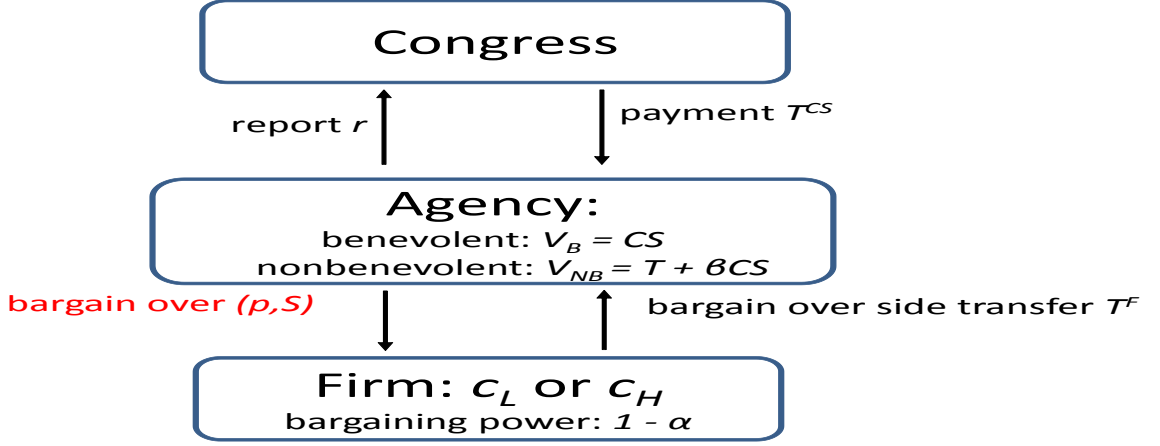 Congress
report r
payment T^CS
Agency:
benevolent: V_B = CS
nonbenevolent: V_NB = T + βCS
bargain over (p,S)
bargain over side transfer T^F
Firm: c_L or c_H
bargaining power: 1 - α